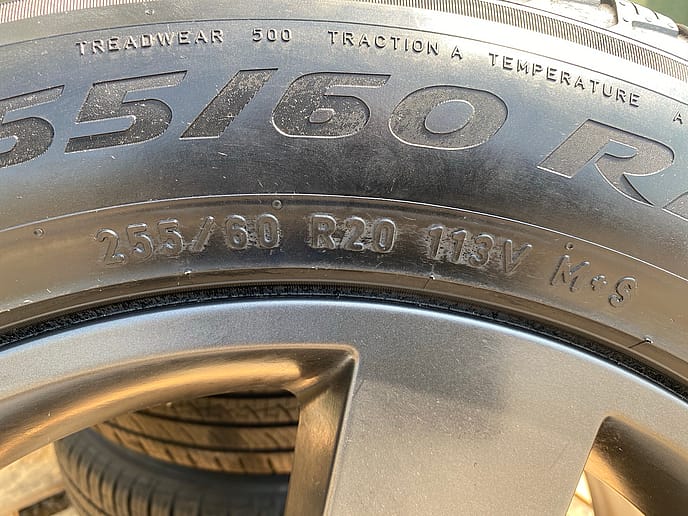 TREADWEAR 500 TRACTION A TEMPERATURE A
55/60 R
255/60 R20 113V M+S